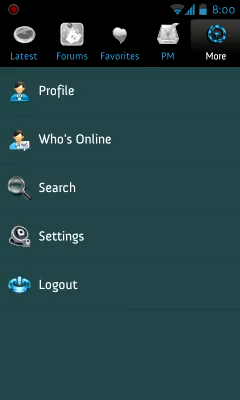 8:00
Latest Forums Favorites PM More
Profile
Who's Online
Search
Settings
Logout